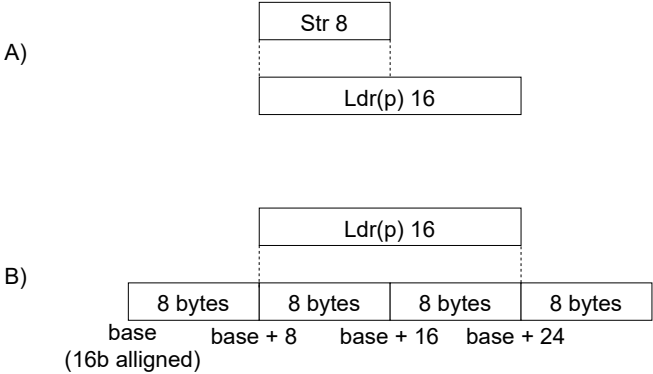 Str 8
A)
Ldr(p) 16
Ldr(p) 16
B)
8 bytes 8 bytes 8 bytes 8 bytes
base base + 8 base + 16 base + 24
(16b alligned)